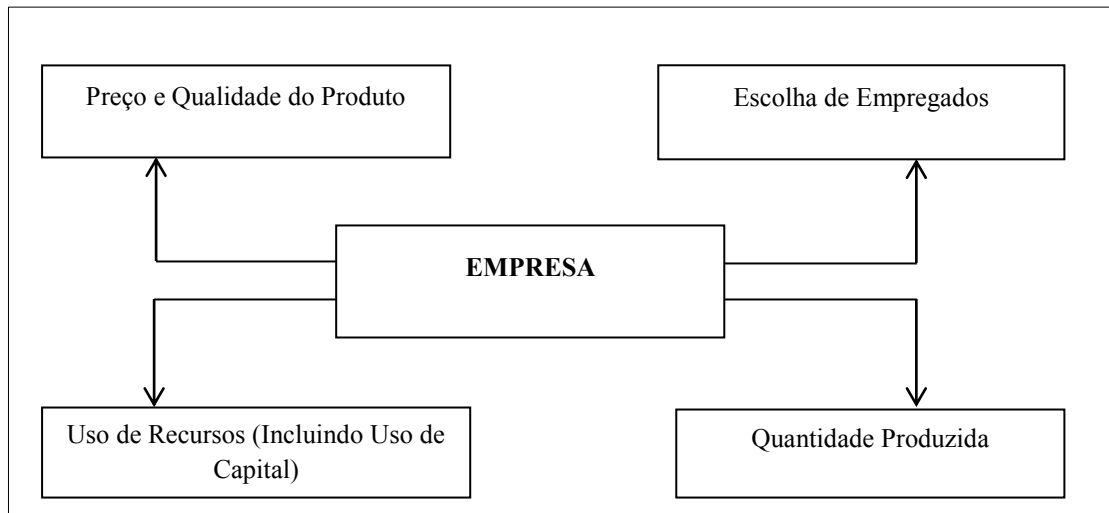 Preço e Qualidade do Produto
Escolha de Empregados
EMPRESA
Uso de Recursos (Incluindo Uso de
Capital)
Quantidade Produzida